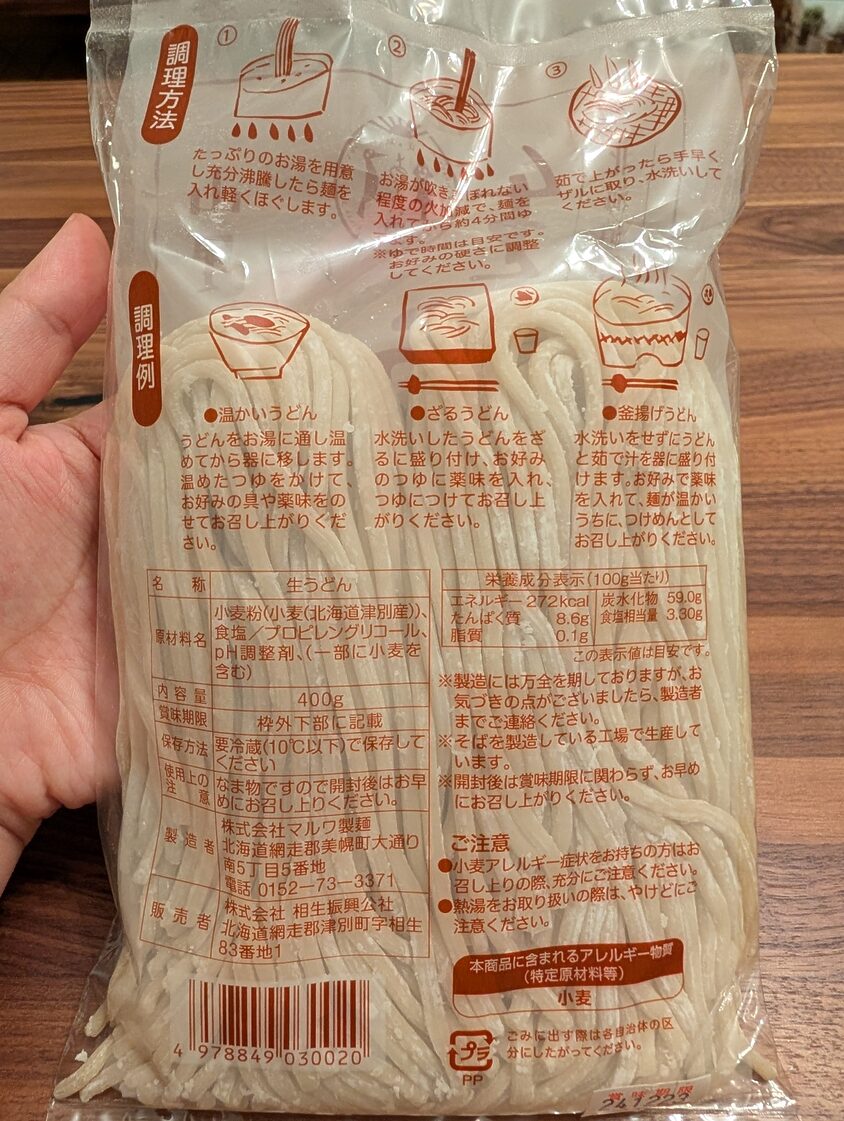 調理方法
①
たっぷりのお湯を用意
し充分沸騰したら麺を
入れ軽くほぐします。
②
お湯が吹きこぼれない
程度の火加減で、麺を
入れてから約4分間ゆ
でます。
※ゆで時間は目安です。
お好みの硬さに調整
してください。
③
茹で上がったら手早く
ザルに取り、水洗いして
ください。
調理例
●温かいうどん
うどんをお湯に通し温
めてから器に移します。
温めたつゆをかけて、
お好みの具や薬味をの
せてお召し上がりくだ
さい。
●ざるうどん
水洗いしたうどんをざ
るに盛り付け、お好み
のつゆに薬味を入れ、
つゆにつけてお召し上
がりください。
●釜揚げうどん
水洗いをせずにうどん
と茹で汁を器に盛り付
けます。お好みで薬味
を入れて、麺が温かい
うちに、つけめんとして
お召し上がりください。
名称 生うどん
原材料名 小麦粉(小麦(北海道津別産))、
食塩／プロピレングリコール、
pH調整剤、(一部に小麦を
含む)
内容量 400g
賞味期限 枠外下部に記載
保存方法 要冷蔵(10℃以下)で保存して
ください
使用上の注意 なま物ですので開封後はお早
めにお召し上りください。
製造者 株式会社マルワ製麺
北海道網走郡美幌町大通り
南5丁目5番地
電話 0152−73−3371
販売者 株式会社 相生振興公社
北海道網走郡津別町字相生
83番地1
栄養成分表示(100g当たり)
エネルギー 272kcal 炭水化物 59.0g
たんぱく質 8.6g 食塩相当量 3.30g
脂質 0.1g
この表示値は目安です。
※製造には万全を期しておりますが、お
気づきの点がございましたら、製造者
までご連絡ください。
※そばを製造している工場で生産して
います。
※開封後は賞味期限に関わらず、お早め
にお召し上がりください。
ご注意
●小麦アレルギー症状をお持ちの方はお
召し上りの際、充分にご注意ください。
●熱湯をお取り扱いの際は、やけどにご
注意ください。
本商品に含まれるアレルギー物質
(特定原材料等)
小麦
プラ
PP
ごみに出す際は各自治体の区
分にしたがってください。
4 978849 030020
賞味期限